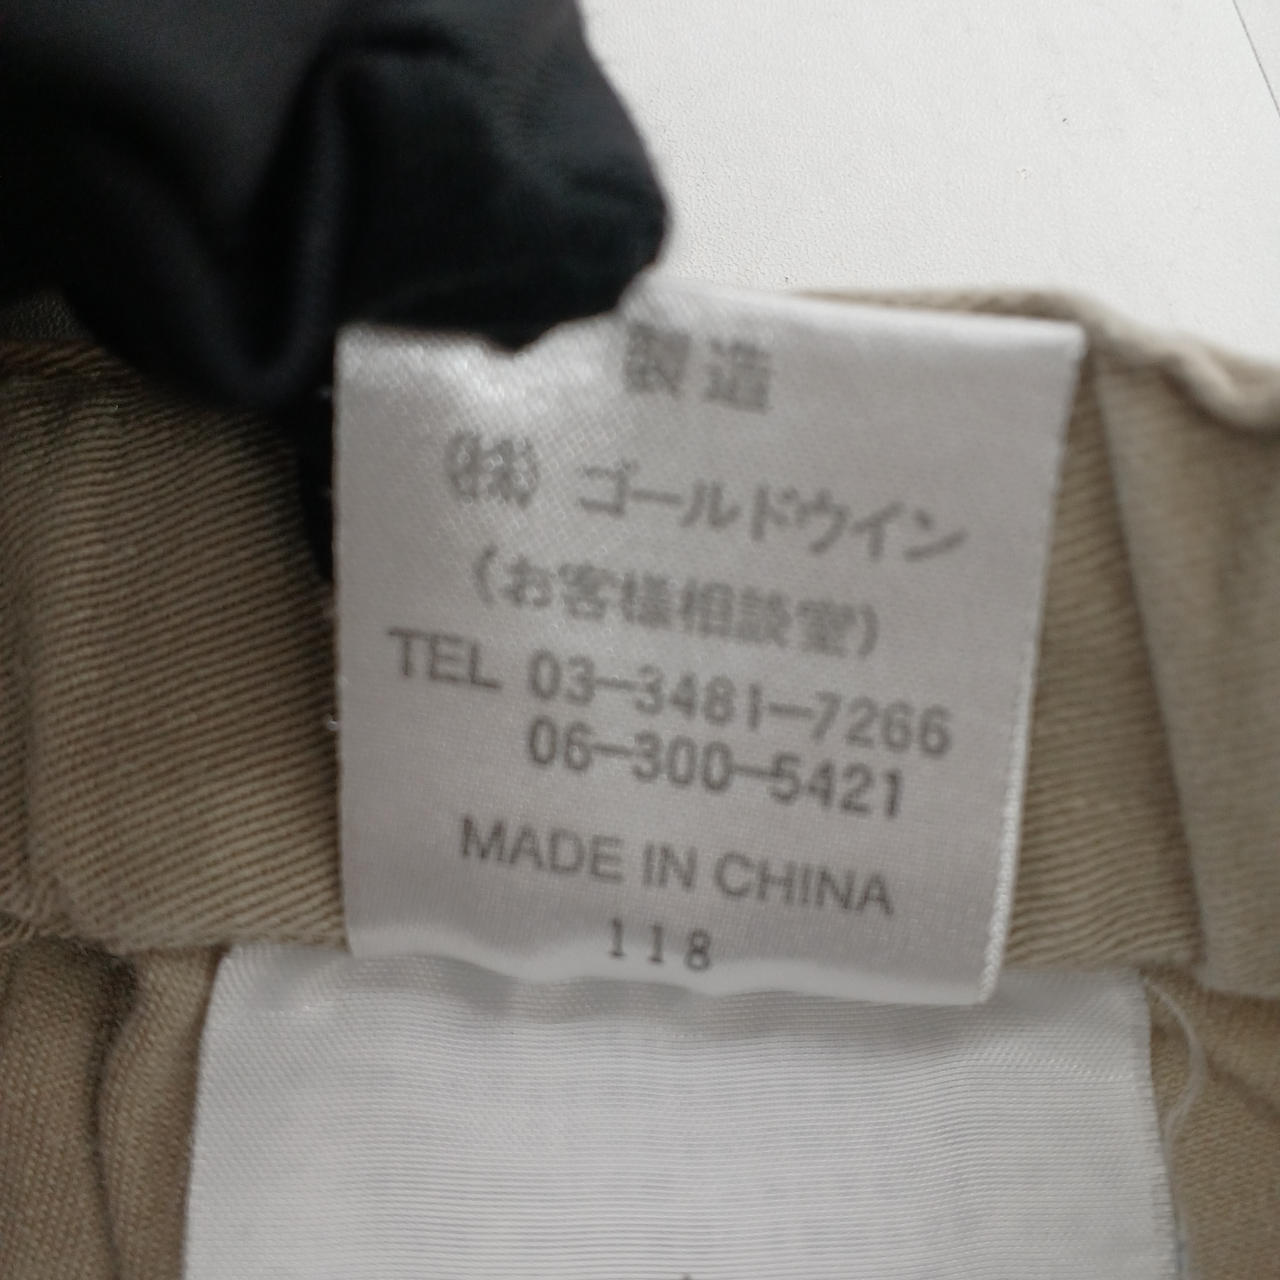 製造
㈱ ゴールドウイン
（お客様相談室）
TEL 03-3481-7266
06-300-5421
MADE IN CHINA
118